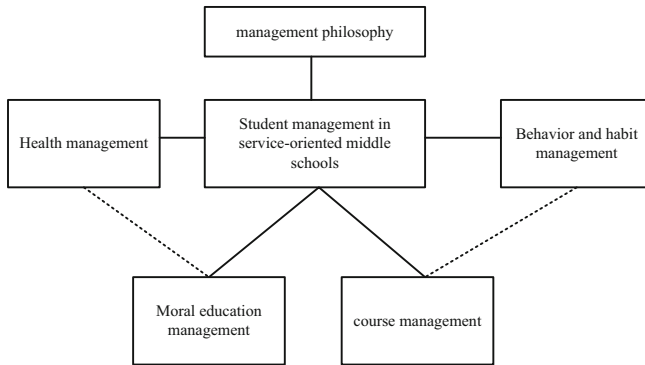 management philosophy
Health management
Student management in
service-oriented middle
schools
Behavior and habit
management
Moral education
management
course management